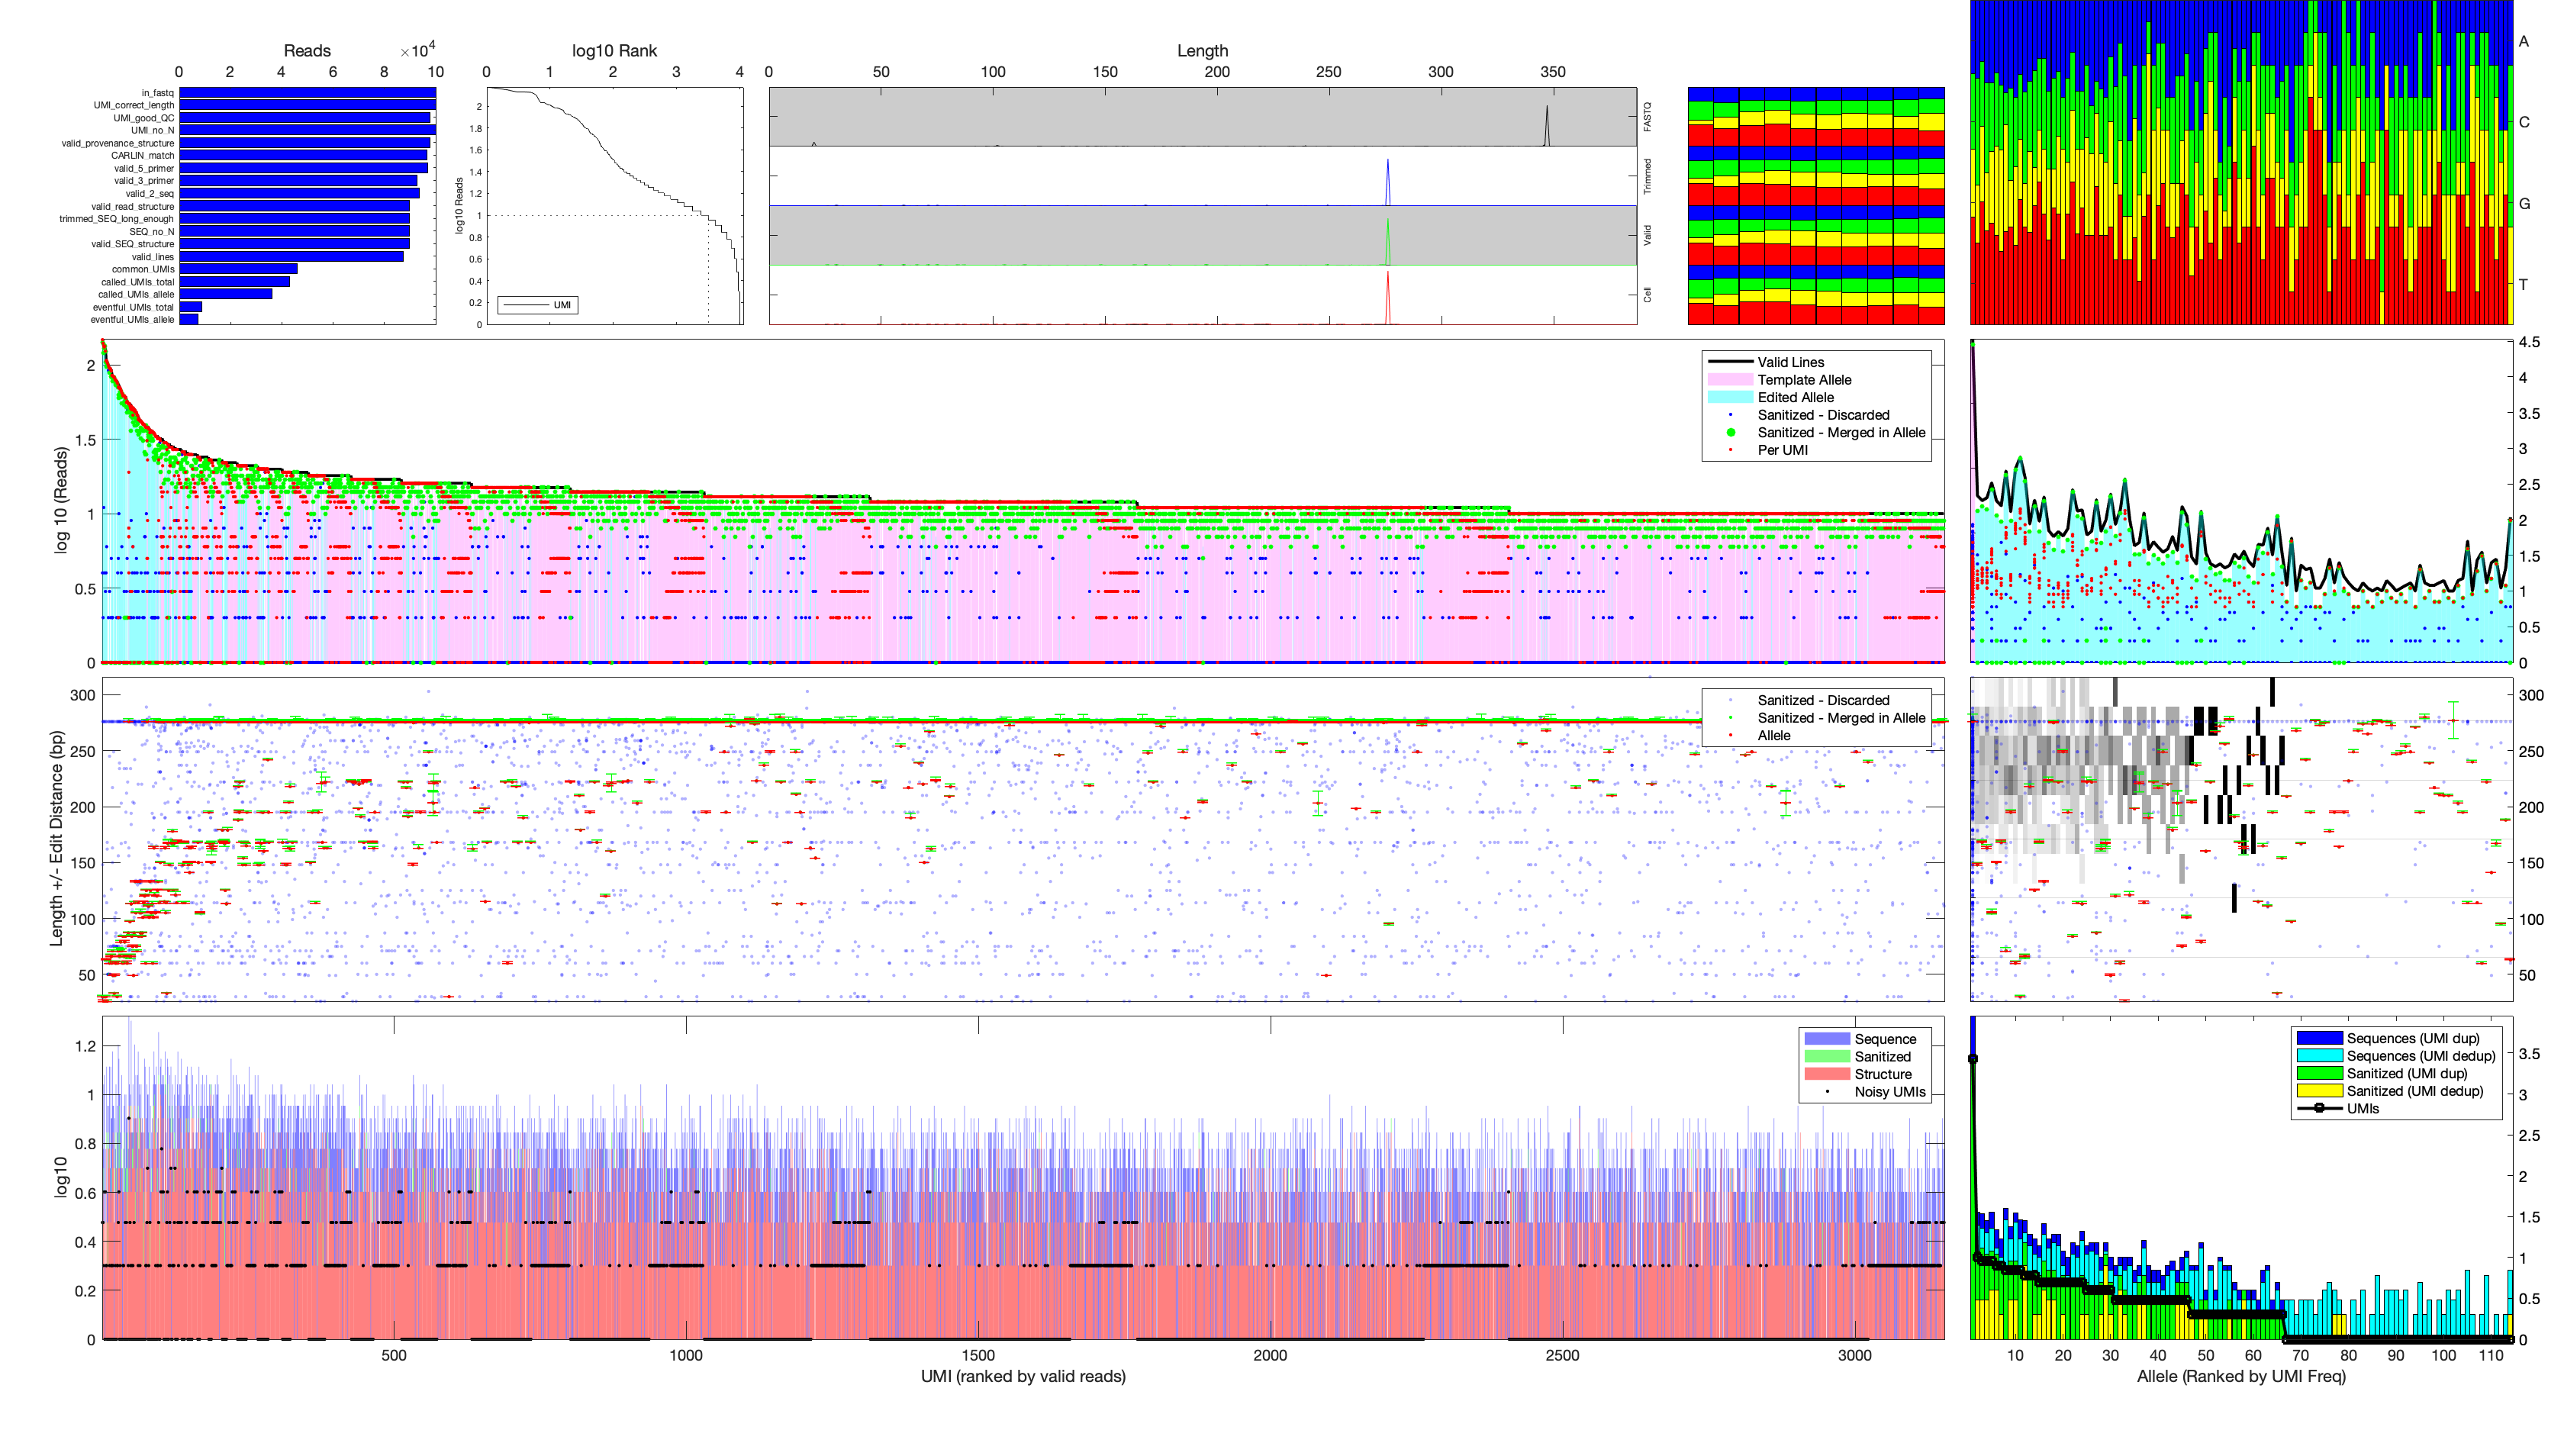 Reads
×10^4
0 2 4 6 8 10
in_fastq
UMI_correct_length
UMI_good_QC
UMI_no_N
valid_provenance_structure
CARLIN_match
valid_5_primer
valid_3_primer
valid_2_seq
valid_read_structure
trimmed_SEQ_long_enough
SEQ_no_N
valid_SEQ_structure
valid_lines
common_UMIs
called_UMIs_total
called_UMIs_allele
eventful_UMIs_total
eventful_UMIs_allele
log10 Rank
0 1 2 3 4
log10 Reads
2
1.8
1.6
1.4
1.2
1
0.8
0.6
0.4
0.2
0
UMI
Length
0 50 100 150 200 250 300 350
FASTQ
Trimmed
Valid
Cell
A
C
G
T
log 10 (Reads)
2
1.5
1
0.5
0
Valid Lines
Template Allele
Edited Allele
Sanitized - Discarded
Sanitized - Merged in Allele
Per UMI
4.5
4
3.5
3
2.5
2
1.5
1
0.5
0
Length +/- Edit Distance (bp)
300
250
200
150
100
50
Sanitized - Discarded
Sanitized - Merged in Allele
Allele
300
250
200
150
100
50
log10
1.2
1
0.8
0.6
0.4
0.2
0
Sequence
Sanitized
Structure
Noisy UMIs
500 1000 1500 2000 2500 3000
UMI (ranked by valid reads)
Sequences (UMI dup)
Sequences (UMI dedup)
Sanitized (UMI dup)
Sanitized (UMI dedup)
UMIs
3.5
3
2.5
2
1.5
1
0.5
0
10 20 30 40 50 60 70 80 90 100 110
Allele (Ranked by UMI Freq)